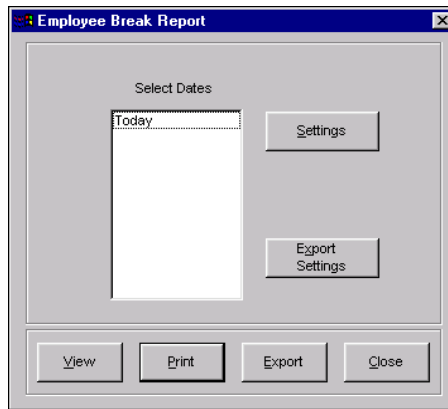 Employee Break Report
Select Dates
Today
Settings
Export
Settings
View
Print
Export
Close